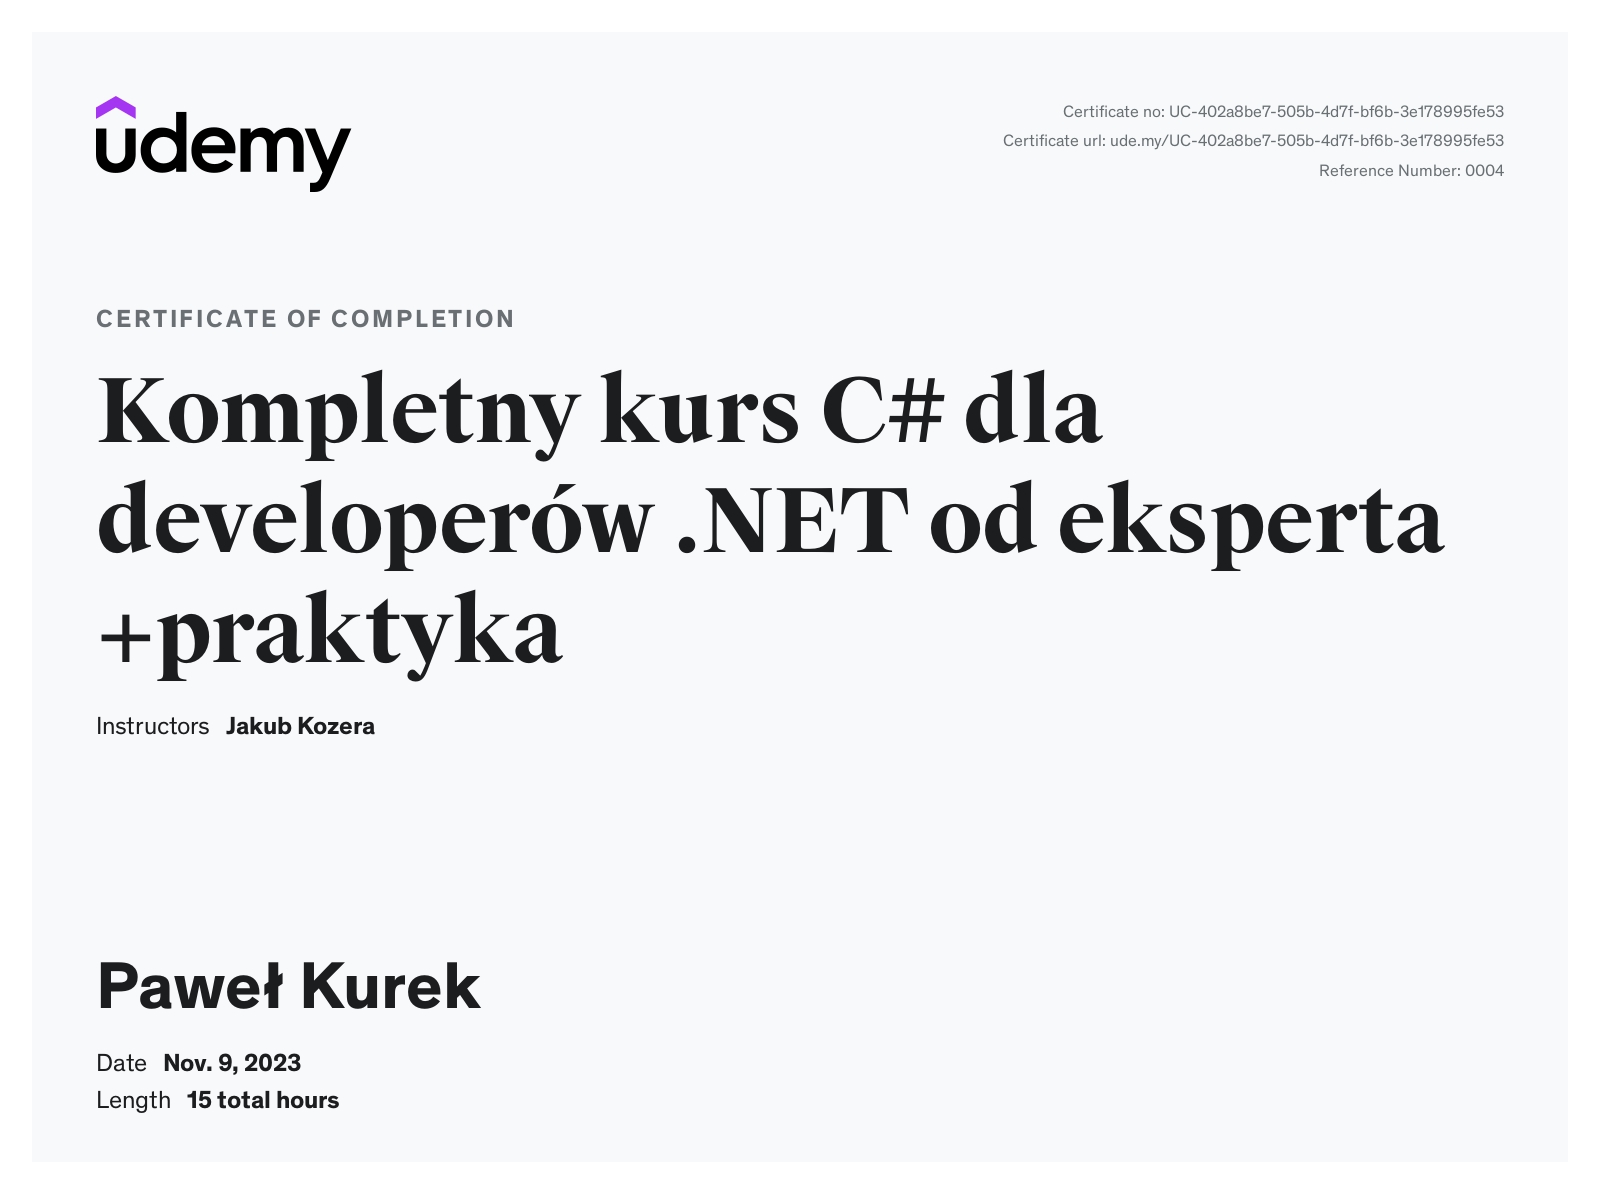 udemy
Certificate no: UC-402a8be7-505b-4d7f-bf6b-3e178995fe53
Certificate url: ude.my/UC-402a8be7-505b-4d7f-bf6b-3e178995fe53
Reference Number: 0004
CERTIFICATE OF COMPLETION
Kompletny kurs C# dla
developerów .NET od eksperta
+praktyka
Instructors Jakub Kozera
Paweł Kurek
Date Nov. 9, 2023
Length 15 total hours